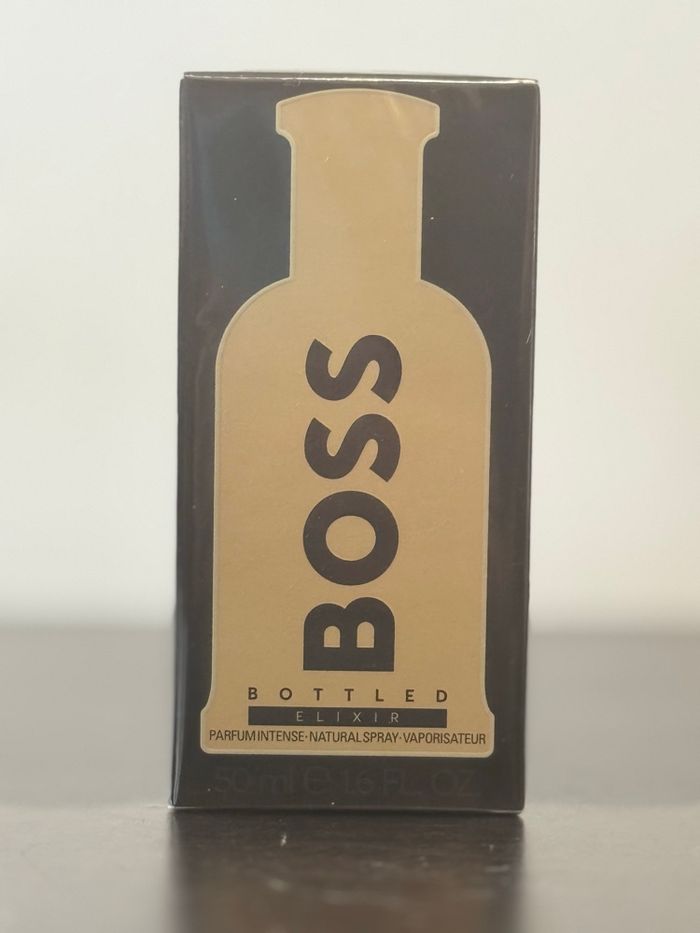 BOSS
BOTTLED
ELIXIR
PARFUM INTENSE·NATURAL SPRAY·VAPORISATEUR
50 ml e 1.6 FL. OZ.